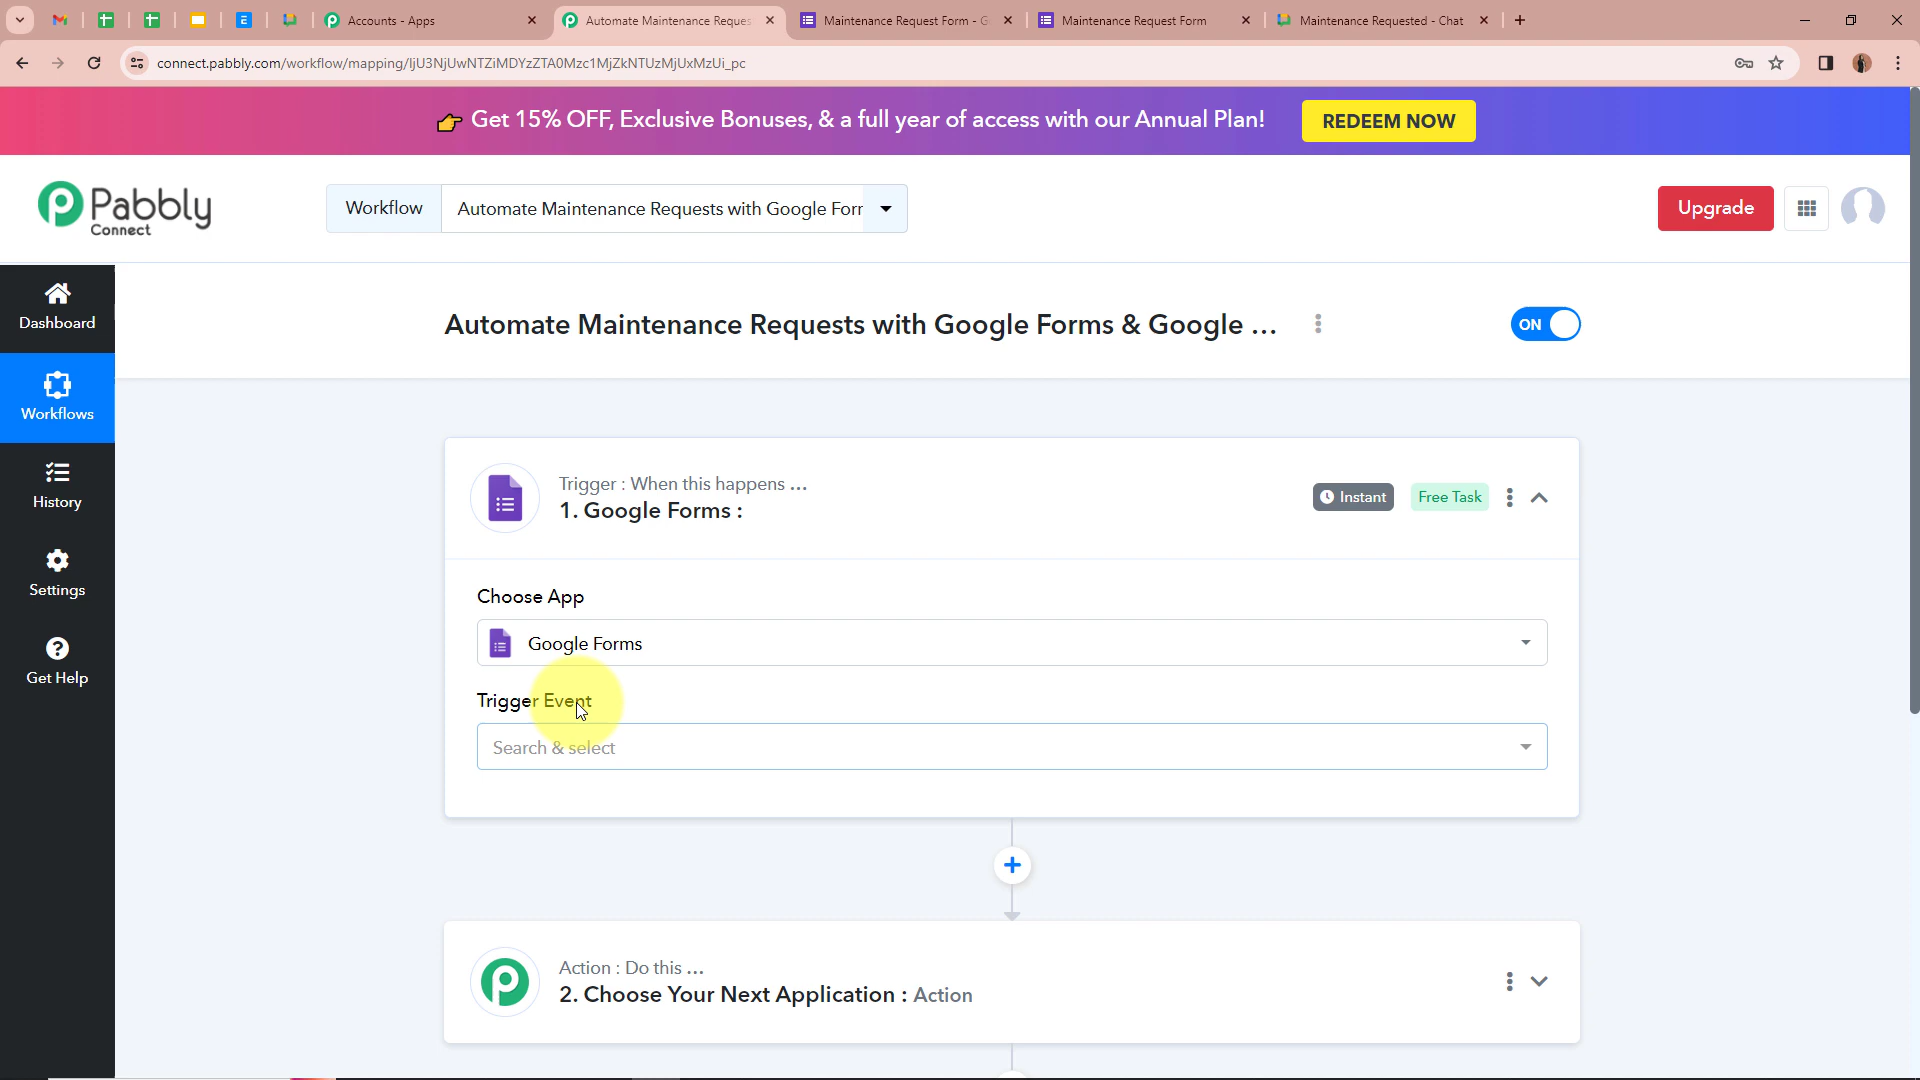 Accounts - Apps
Automate Maintenance Reques
Maintenance Request Form - G
Maintenance Request Form
Maintenance Requested - Chat
connect.pabbly.com/workflow/mapping/IjU3NjUwNTZiMDYzZTA0Mzc1MjZkNTUzMjUxMzUi_pc
Get 15% OFF, Exclusive Bonuses, & a full year of access with our Annual Plan!
REDEEM NOW
Pabbly
Connect
Workflow
Automate Maintenance Requests with Google For
Upgrade
Dashboard
Workflows
History
Settings
Get Help
Automate Maintenance Requests with Google Forms & Google ...
ON
Trigger : When this happens ...
1. Google Forms :
Instant
Free Task
Choose App
Google Forms
Trigger Event
Search & select
Action : Do this ...
2. Choose Your Next Application : Action